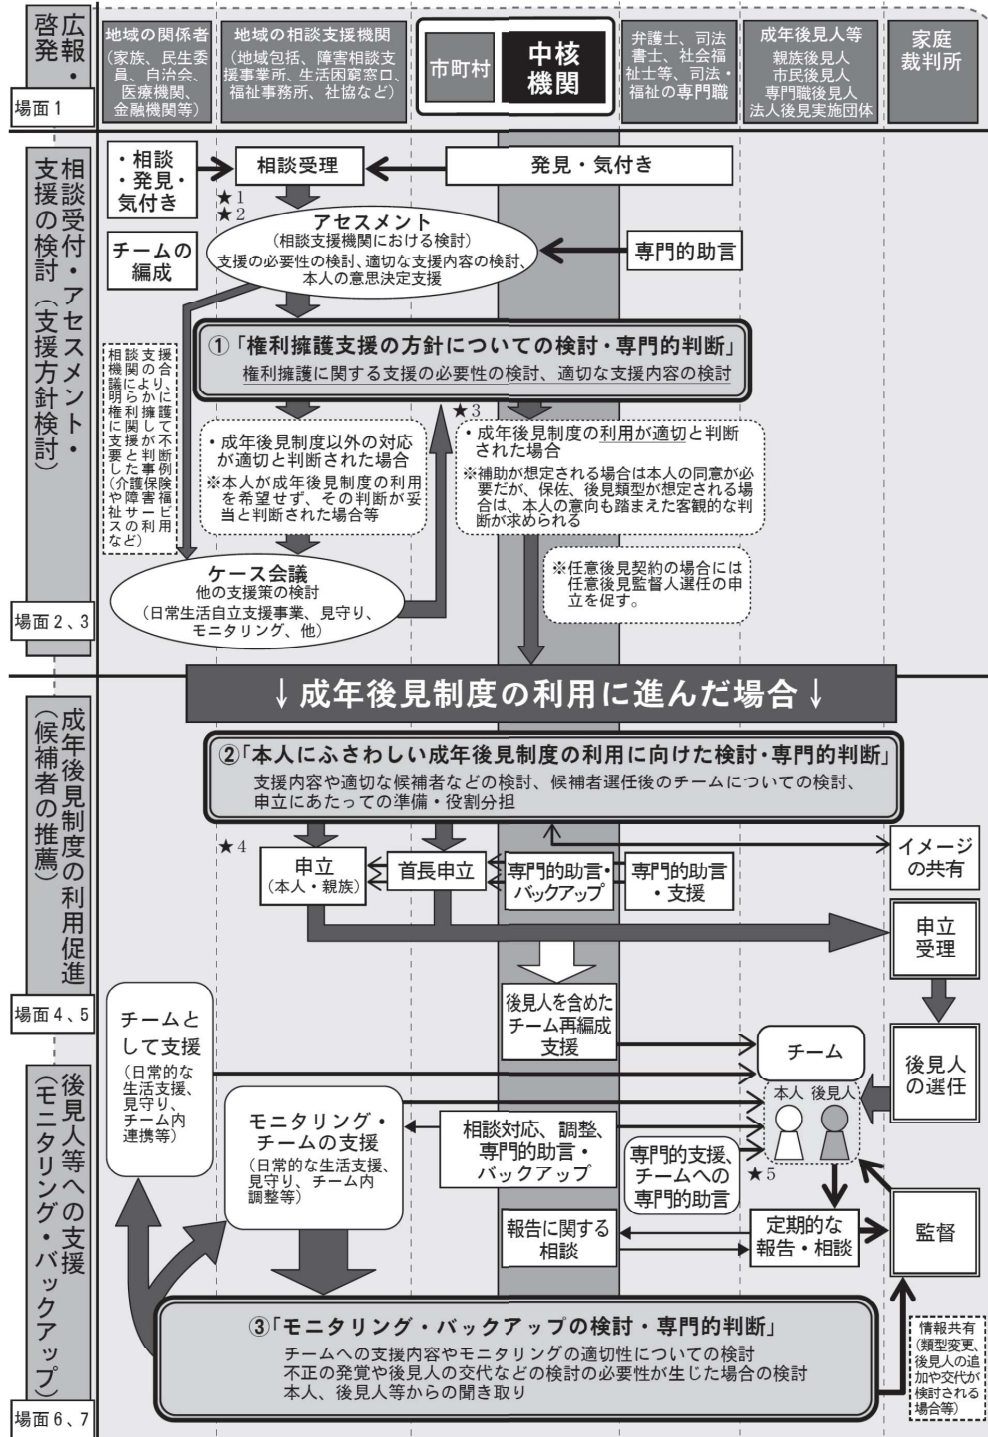 広報・
啓発
場面1
地域の関係者
(家族、民生委
員、自治会、
医療機関、
金融機関等)
地域の相談支援機関
(地域包括、障害相談支
援事業所、生活困窮窓口、
福祉事務所、社協など)
市町村
中核
機関
弁護士、司法
書士、社会福
祉士等、司法・
福祉の専門職
成年後見人等
親族後見人
市民後見人
専門職後見人
法人後見実施団体
家庭
裁判所
相談受付・アセスメント・
支援の検討(支援方針検討)
場面2、3
・相談
・発見・
気付き
相談受理
発見・気付き
★1
★2
チームの
編成
アセスメント
(相談支援機関における検討)
支援の必要性の検討、適切な支援内容の検討、
本人の意思決定支援
専門的助言
①「権利擁護支援の方針についての検討・専門的判断」
権利擁護に関する支援の必要性の検討、適切な支援内容の検討
相談支援
機関の合
議により、
明らかに
権利擁護
に関して
支援が不
要と判断
した事例
(介護保険
や障害福
祉サービ
スの利用
など)
★3
・成年後見制度以外の対応
が適切と判断された場合
※本人が成年後見制度の利用
を希望せず、その判断が妥
当と判断された場合等
・成年後見制度の利用が適切と判断
された場合
※補助が想定される場合は本人の同意が必
要だが、保佐、後見類型が想定される場
合は、本人の意向も踏まえた客観的な判
断が求められる
ケース会議
他の支援策の検討
(日常生活自立支援事業、見守り、
モニタリング、他)
※任意後見契約の場合には
任意後見監督人選任の申
立を促す。
↓成年後見制度の利用に進んだ場合↓
成年後見制度の利用促進
(候補者の推薦)
場面4、5
②「本人にふさわしい成年後見制度の利用に向けた検討・専門的判断」
支援内容や適切な候補者などの検討、候補者選任後のチームについての検討、
申立にあたっての準備・役割分担
★4
申立
(本人・親族)
首長申立
専門的助言・
バックアップ
専門的助言
・支援
イメージ
の共有
申立
受理
後見人を含めた
チーム再編成
支援
チームと
して支援
(日常的な
生活支援、
見守り、
チーム内
連携等)
チーム
本人 後見人
後見人
の選任
後見人等への支援
(モニタリング・バックアップ)
場面6、7
モニタリング・
チームの支援
(日常的な生活支援、
見守り、チーム内
調整等)
相談対応、調整、
専門的助言・
バックアップ
専門的支援、
チームへの
専門的助言
★5
報告に関する
相談
定期的な
報告・相談
監督
③「モニタリング・バックアップの検討・専門的判断」
チームへの支援内容やモニタリングの適切性についての検討
不正の発覚や後見人の交代などの検討の必要性が生じた場合の検討
本人、後見人等からの聞き取り
情報共有
(類型変更、
後見人の追
加や交代が
検討される
場合等)